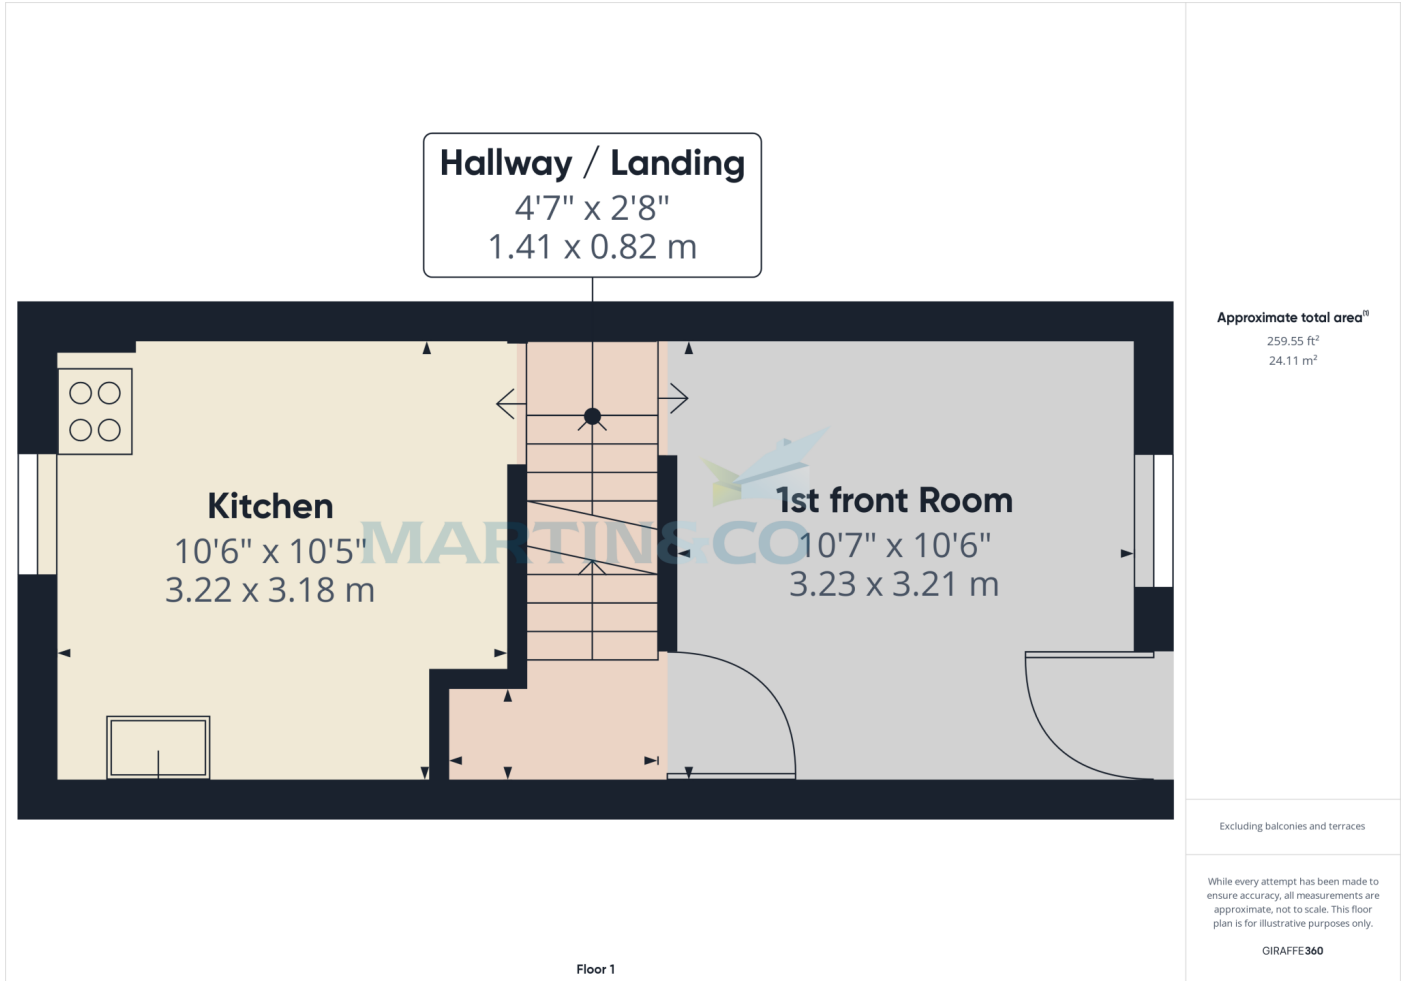 Hallway / Landing
4'7" x 2'8"
1.41 x 0.82 m
Kitchen
10'6" x 10'5"
3.22 x 3.18 m
MARTIN&CO
1st front Room
10'7" x 10'6"
3.23 x 3.21 m
Floor 1
Approximate total area(1)
259.55 ft²
24.11 m²
Excluding balconies and terraces
While every attempt has been made to
ensure accuracy, all measurements are
approximate, not to scale. This floor
plan is for illustrative purposes only.
GIRAFFE360